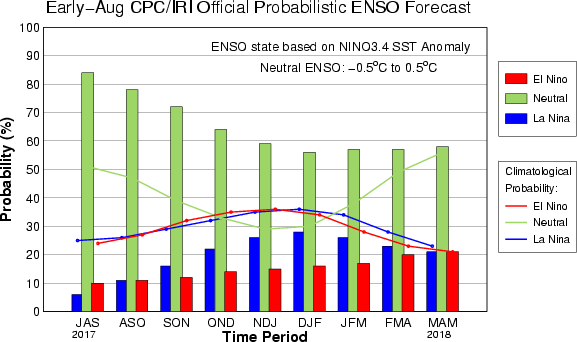 Early-Aug CPC/IRI Official Probabilistic ENSO Forecast
ENSO state based on NINO3.4 SST Anomaly
Neutral ENSO: -0.5°C to 0.5°C
Probability (%)
100
90
80
70
60
50
40
30
20
10
0
JAS ASO SON OND NDJ DJF JFM FMA MAM
2017 2018
Time Period
El Nino
Neutral
La Nina
Climatological
Probability:
El Nino
Neutral
La Nina